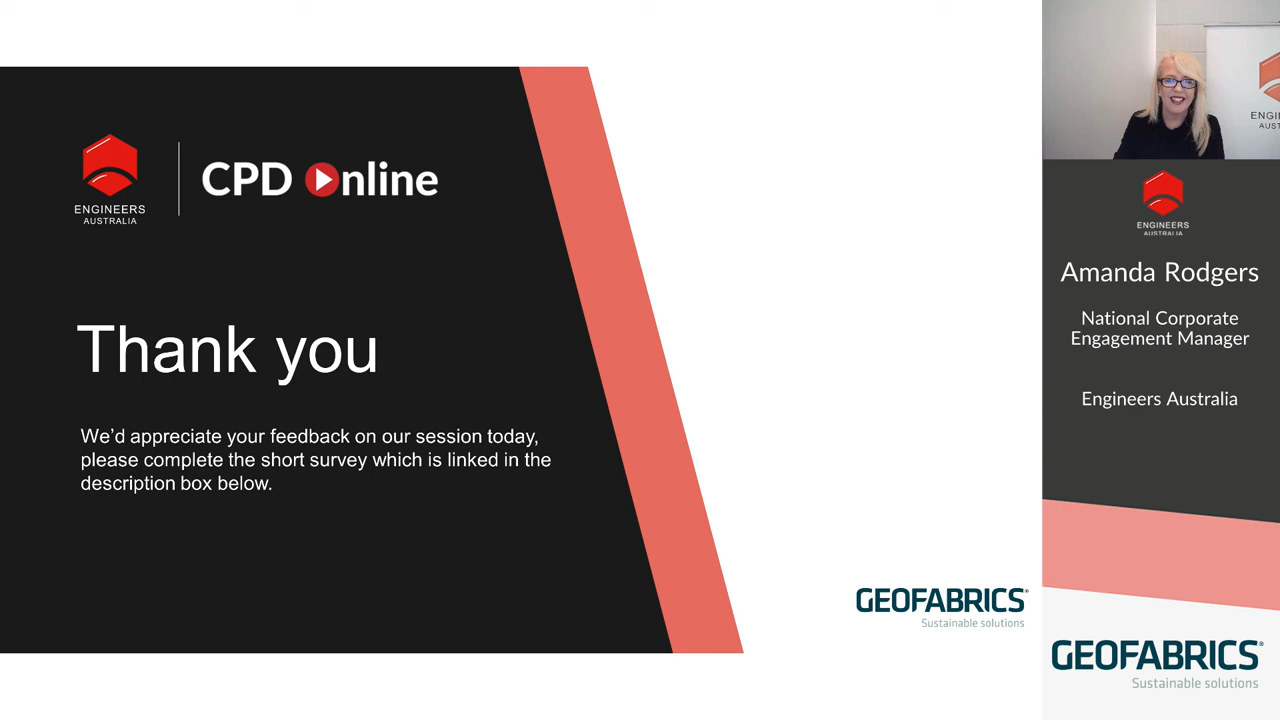 ENGINEERS
AUSTRALIA
CPD Online
Thank you
We’d appreciate your feedback on our session today,
please complete the short survey which is linked in the
description box below.
GEOFABRICS®
Sustainable solutions
ENGINEERS
AUSTRALIA
Amanda Rodgers
National Corporate
Engagement Manager
Engineers Australia
GEOFABRICS®
Sustainable solutions